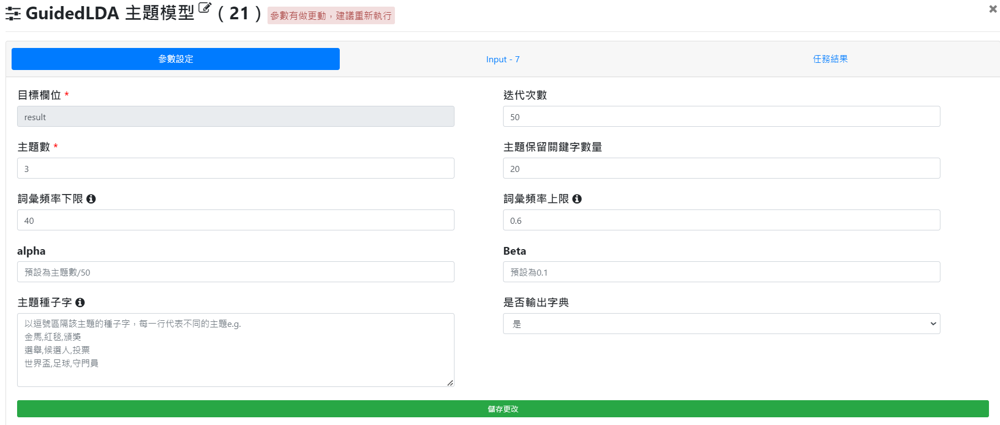 GuidedLDA 主題模型 ( 21 ) 參數有做更動，建議重新執行
參數設定
Input - 7
任務結果
目標欄位 *
result
迭代次數
50
主題數 *
3
主題保留關鍵字數量
20
詞彙頻率下限
40
詞彙頻率上限
0.6
alpha
預設為主題數/50
Beta
預設為0.1
主題種子字
以逗號區隔該主題的種子字，每一行代表不同的主題e.g.
金馬,紅毯,頒獎
選舉,候選人,投票
世界盃,足球,守門員
是否輸出字典
是
儲存更改